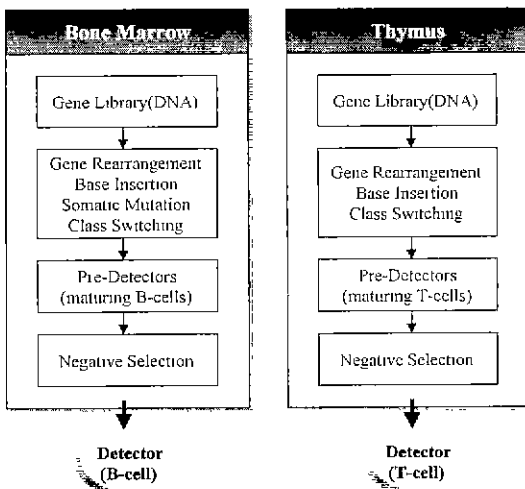 Bone Marrow
Gene Library(DNA)
Gene Rearrangement
Base Insertion
Somatic Mutation
Class Switching
Pre-Detectors
(maturing B-cells)
Negative Selection
Detector
(B-cell)
Thymus
Gene Library(DNA)
Gene Rearrangement
Base Insertion
Class Switching
Pre-Detectors
(maturing T-cells)
Negative Selection
Detector
(T-cell)